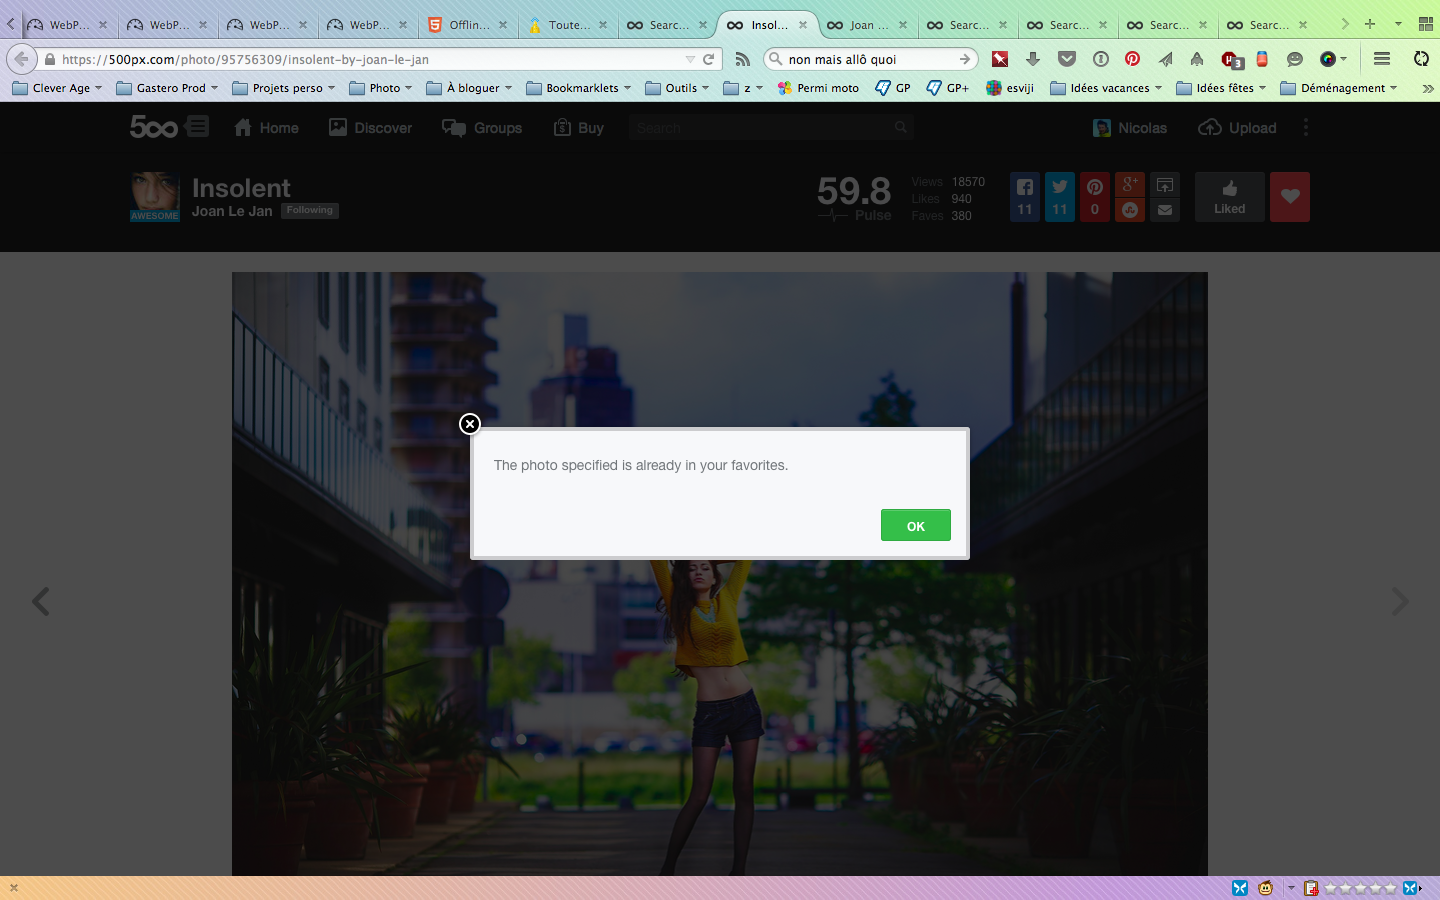 WebP...
WebP...
WebP...
WebP...
Offlin...
Toute...
Searc...
Insol...
Joan ...
Searc...
Searc...
Searc...
Searc...
https://500px.com/photo/95756309/insolent-by-joan-le-jan
non mais allô quoi
3
Clever Age
Gastero Prod
Projets perso
Photo
À bloguer
Bookmarklets
Outils
z
Permi moto
GP
GP+
esviji
Idées vacances
Idées fêtes
Déménagement
500
Home
Discover
Groups
Buy
Search
Nicolas
Upload
AWESOME
Insolent
Joan Le Jan
Following
59.8
Pulse
Views 18570
Likes 940
Faves 380
11
11
0
Liked
The photo specified is already in your favorites.
OK